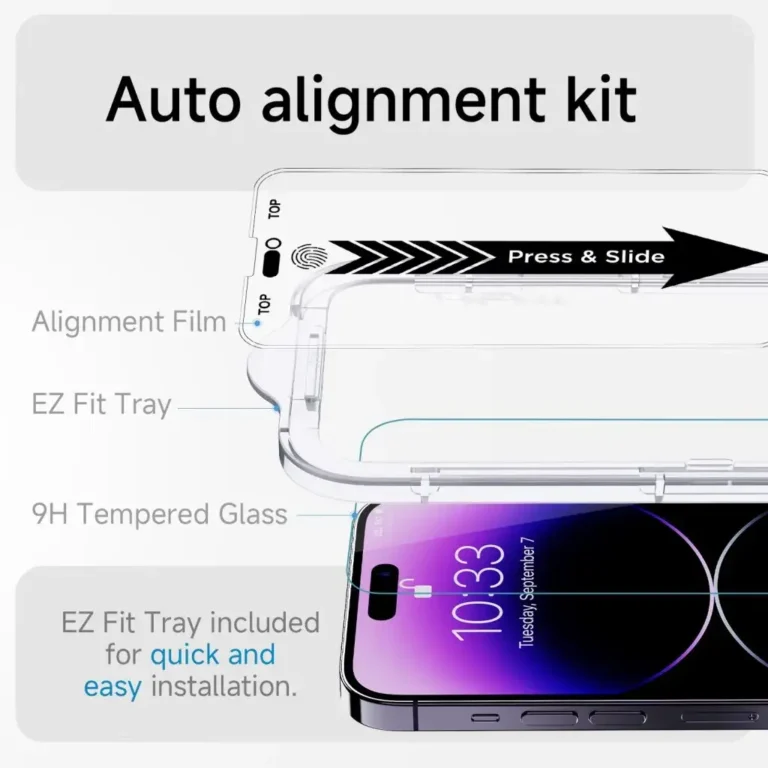 Auto alignment kit
TOP
Press & Slide
TOP
Alignment Film
EZ Fit Tray
9H Tempered Glass
10:33
Tuesday, September 7
EZ Fit Tray included
for quick and
easy installation.